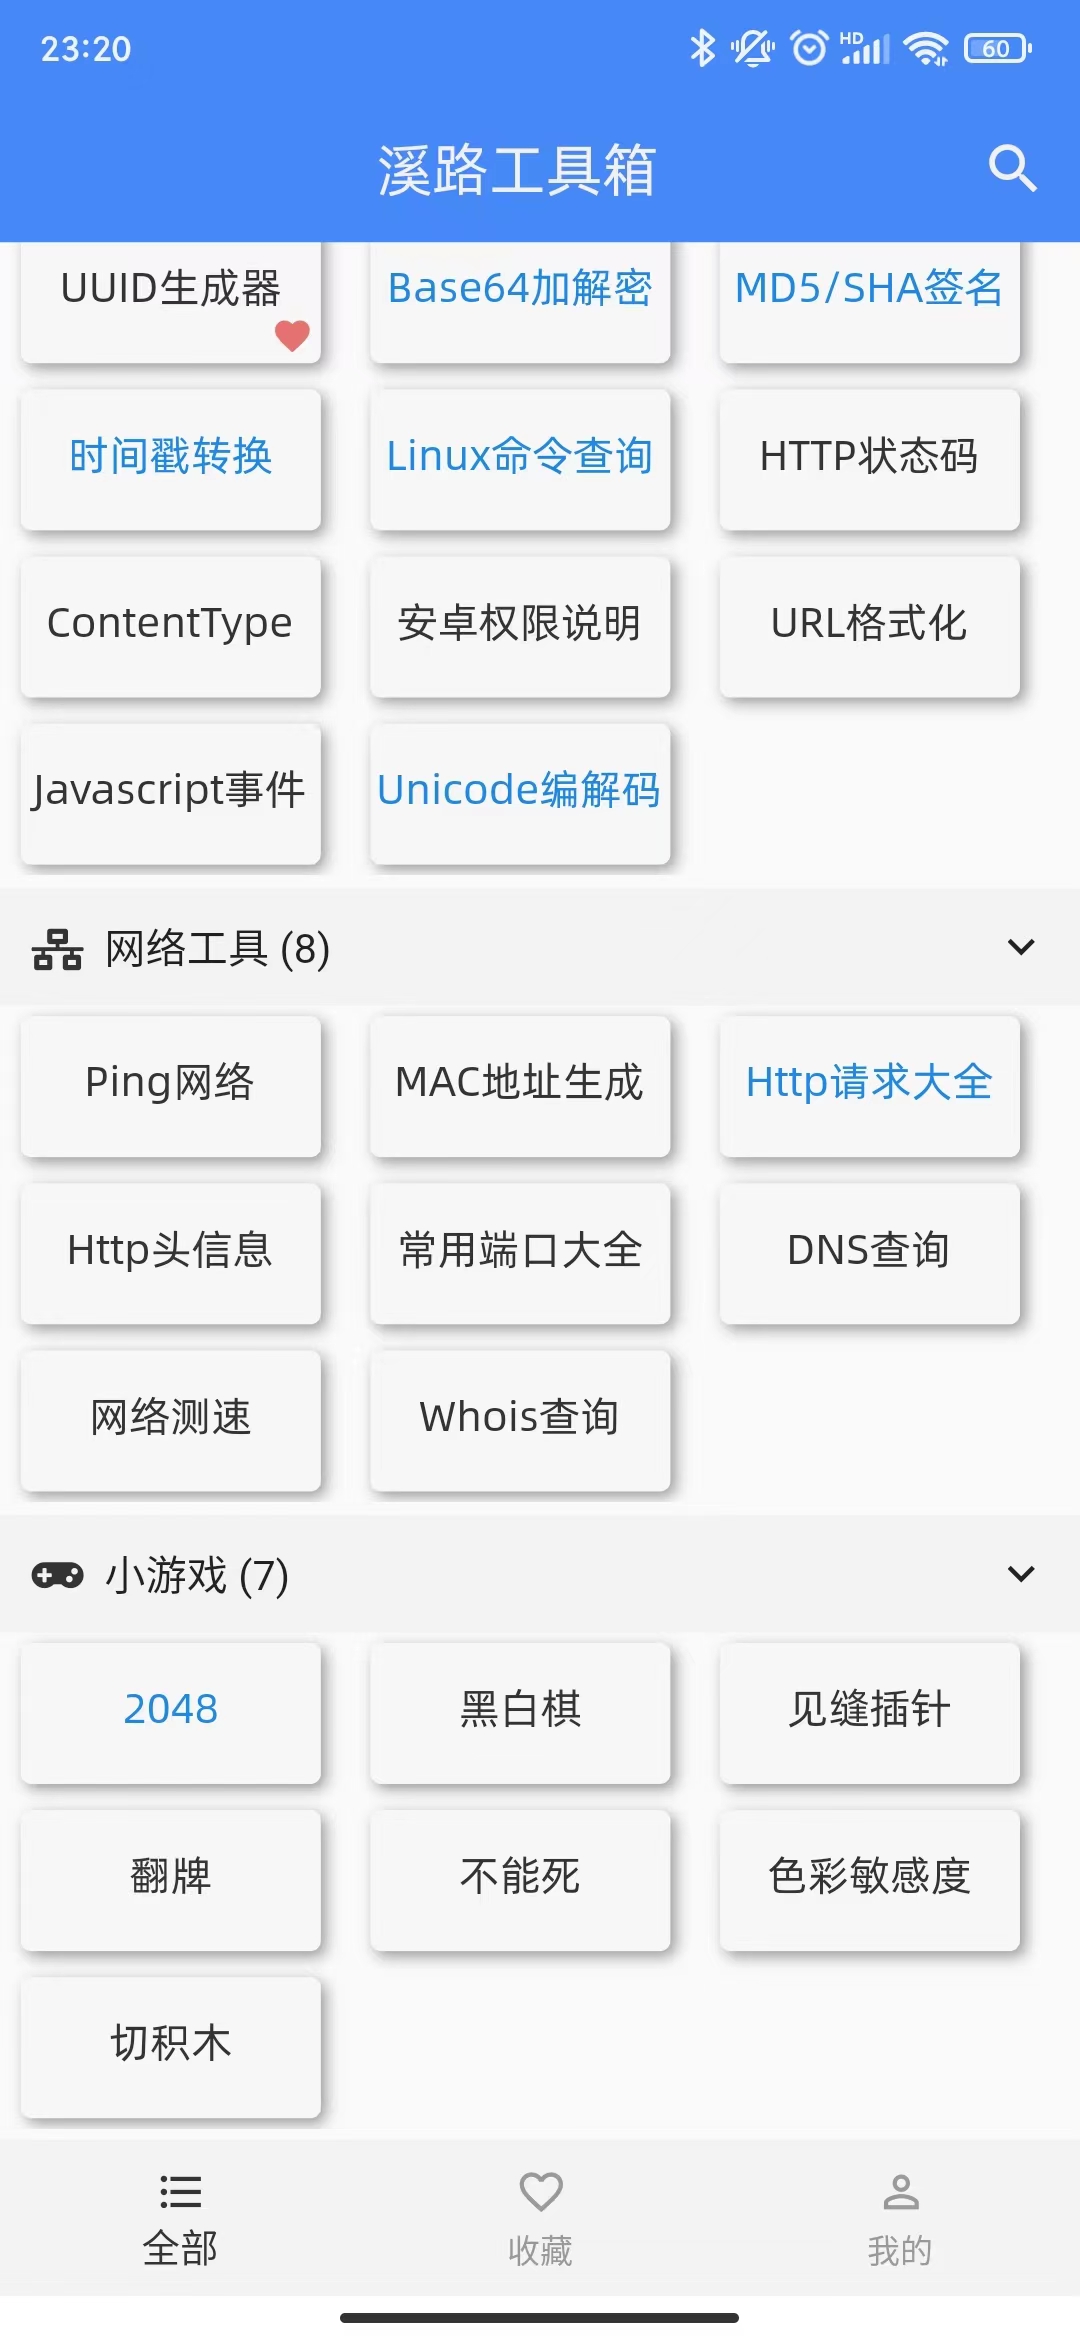 23:20
HD
60
溪路工具箱
UUID生成器
Base64加解密
MD5/SHA签名
时间戳转换
Linux命令查询
HTTP状态码
ContentType
安卓权限说明
URL格式化
Javascript事件
Unicode编解码
网络工具 (8)
Ping网络
MAC地址生成
Http请求大全
Http头信息
常用端口大全
DNS查询
网络测速
Whois查询
小游戏 (7)
2048
黑白棋
见缝插针
翻牌
不能死
色彩敏感度
切积木
全部
收藏
我的